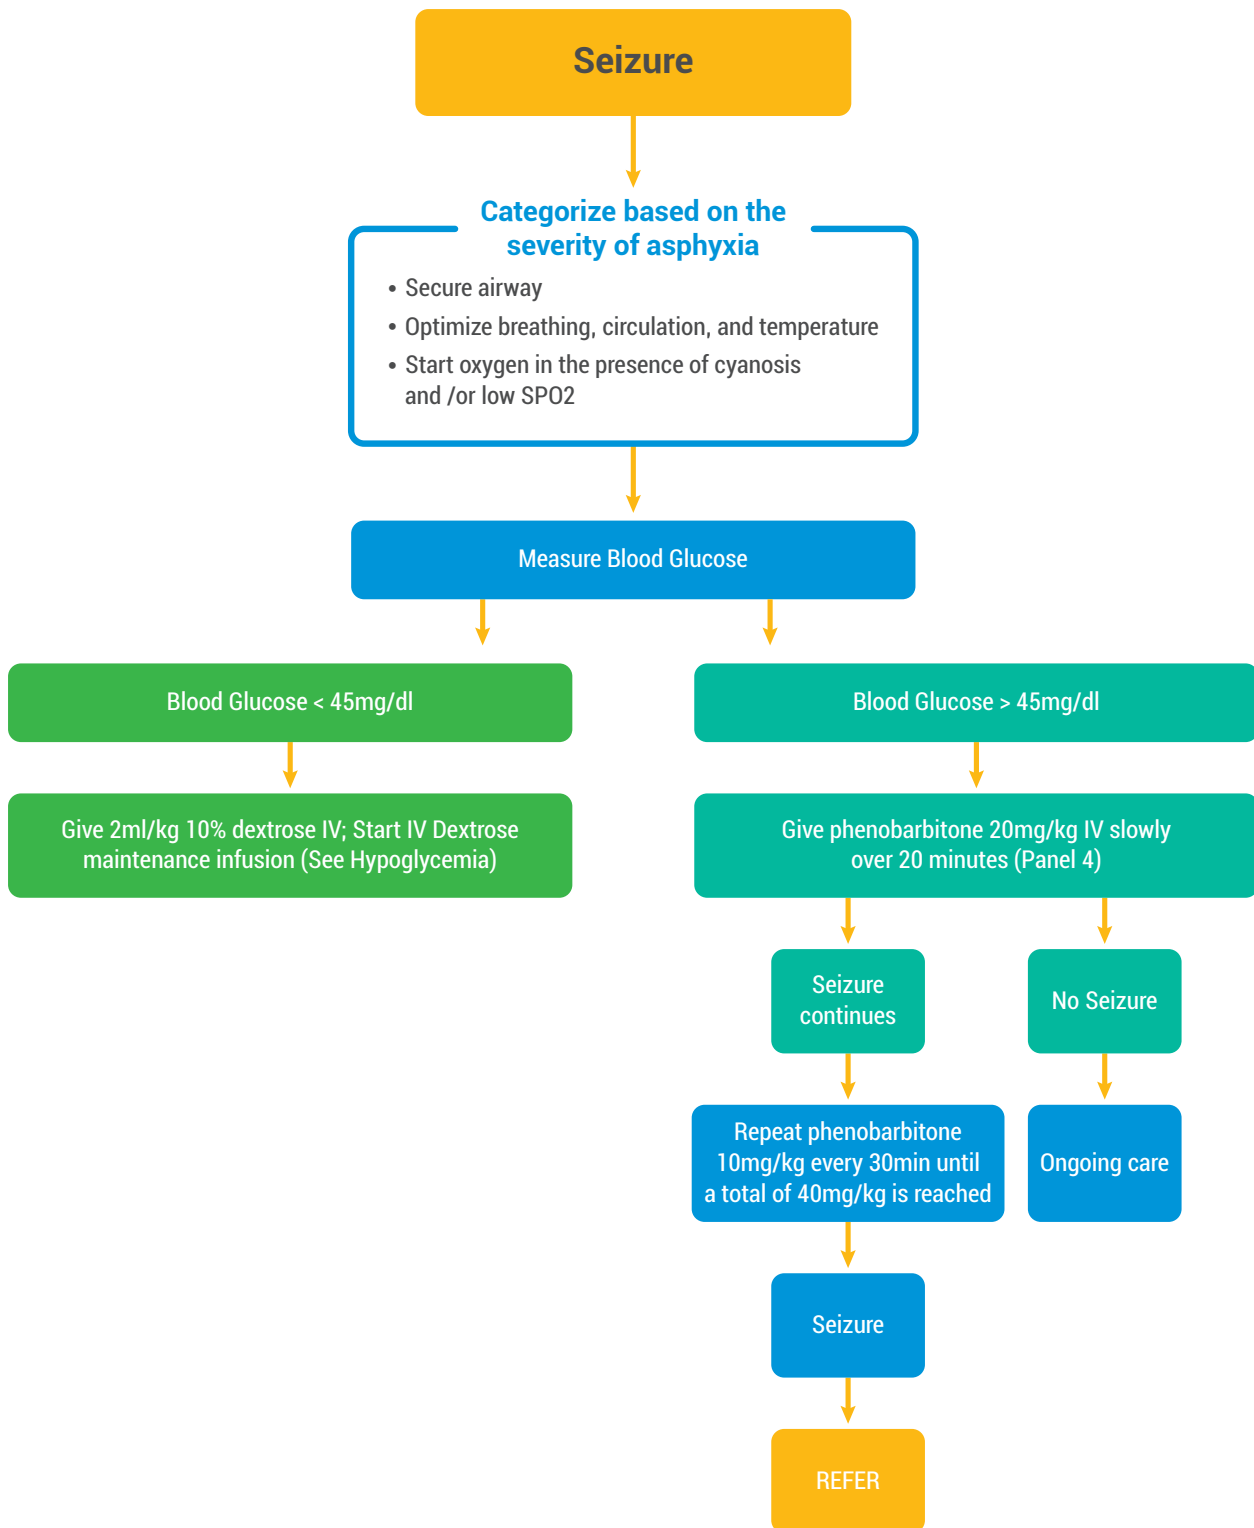 Seizure
Categorize based on the
severity of asphyxia
• Secure airway
• Optimize breathing, circulation, and temperature
• Start oxygen in the presence of cyanosis
and /or low SPO2
Measure Blood Glucose
Blood Glucose < 45mg/dl
Give 2ml/kg 10% dextrose IV; Start IV Dextrose
maintenance infusion (See Hypoglycemia)
Blood Glucose > 45mg/dl
Give phenobarbitone 20mg/kg IV slowly
over 20 minutes (Panel 4)
Seizure
continues
Repeat phenobarbitone
10mg/kg every 30min until
a total of 40mg/kg is reached
Seizure
REFER
No Seizure
Ongoing care